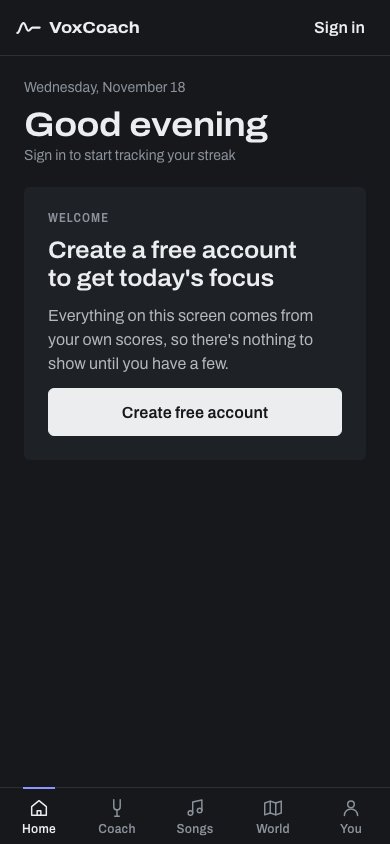 VoxCoach
Sign in
Wednesday, November 18
Good evening
Sign in to start tracking your streak
WELCOME
Create a free account
to get today's focus
Everything on this screen comes from
your own scores, so there's nothing to
show until you have a few.
Create free account
Home
Coach
Songs
World
You